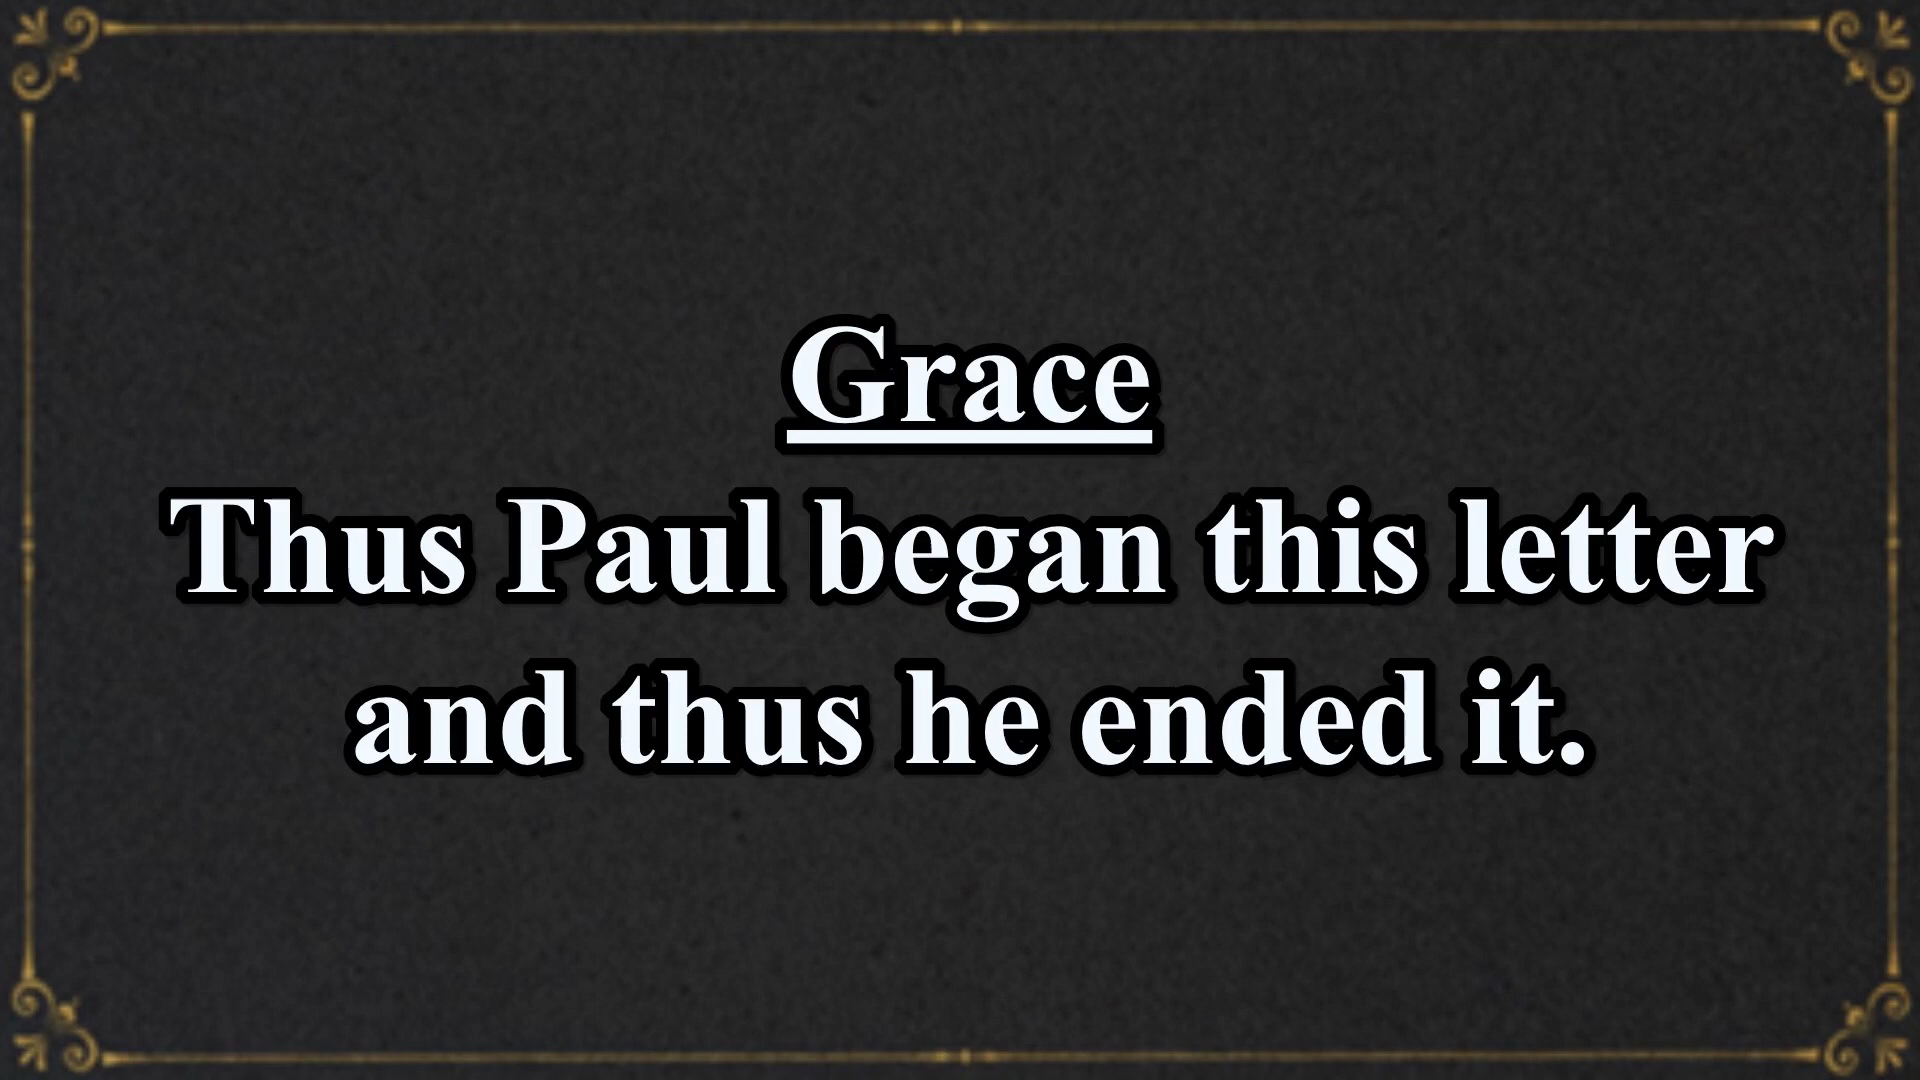 Grace
Thus Paul began this letter
and thus he ended it.